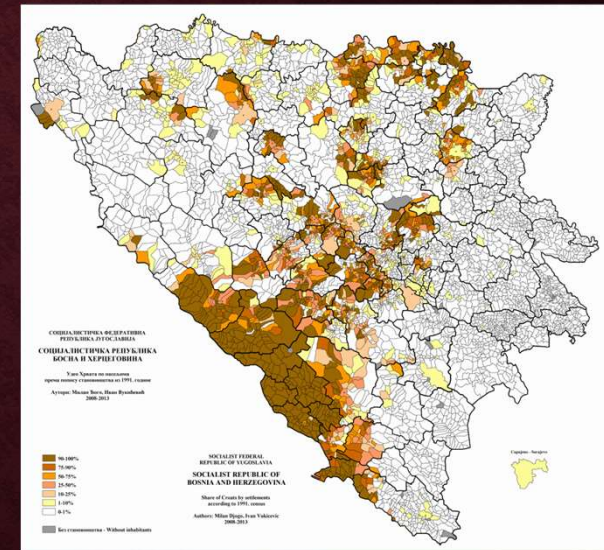 СОЦИЈАЛИСТИЧКА ФЕДЕРАТИВНА
РЕПУБЛИКА ЈУГОСЛАВИЈА
СОЦИЈАЛИСТИЧКА РЕПУБЛИКА
БОСНА И ХЕРЦЕГОВИНА
Удео Хрвата по насељима
према попису становништва из 1991. године
Аутори: Милан Ђого, Иван Вукићевић
2008-2013
90-100%
75-90%
50-75%
25-50%
10-25%
1-10%
0-1%
Без становништва - Without inhabitants
SOCIALIST FEDERAL
REPUBLIC OF YUGOSLAVIA
SOCIALIST REPUBLIC OF
BOSNIA AND HERZEGOVINA
Share of Croats by settlements
according to 1991. census
Authors: Milan Djogo, Ivan Vukicevic
2008-2013
Сарајево - Sarajevo